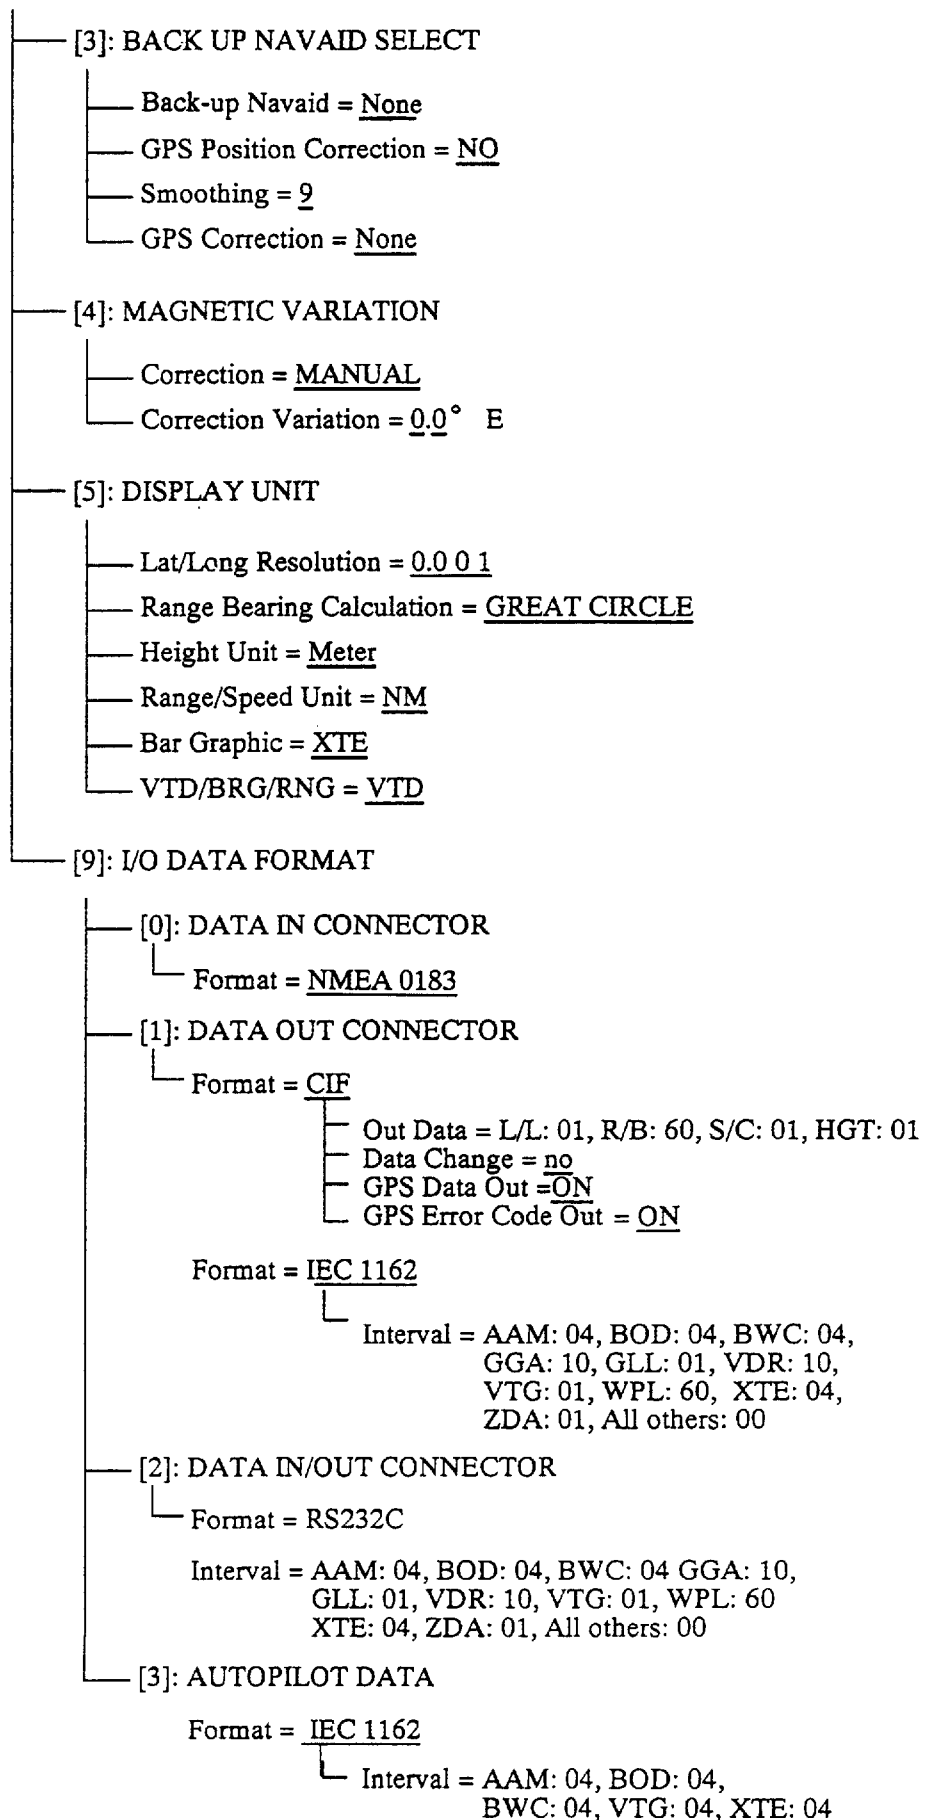 [3]: BACK UP NAVAID SELECT
Back-up Navaid = None
GPS Position Correction = NO
Smoothing = 9
GPS Correction = None
[4]: MAGNETIC VARIATION
Correction = MANUAL
Correction Variation = 0.0° E
[5]: DISPLAY UNIT
Lat/Long Resolution = 0.0 0 1
Range Bearing Calculation = GREAT CIRCLE
Height Unit = Meter
Range/Speed Unit = NM
Bar Graphic = XTE
VTD/BRG/RNG = VTD
[9]: I/O DATA FORMAT
[0]: DATA IN CONNECTOR
Format = NMEA 0183
[1]: DATA OUT CONNECTOR
Format = CIF
Out Data = L/L: 01, R/B: 60, S/C: 01, HGT: 01
Data Change = no
GPS Data Out =ON
GPS Error Code Out = ON
Format = IEC 1162
Interval = AAM: 04, BOD: 04, BWC: 04,
GGA: 10, GLL: 01, VDR: 10,
VTG: 01, WPL: 60, XTE: 04,
ZDA: 01, All others: 00
[2]: DATA IN/OUT CONNECTOR
Format = RS232C
Interval = AAM: 04, BOD: 04, BWC: 04 GGA: 10,
GLL: 01, VDR: 10, VTG: 01, WPL: 60
XTE: 04, ZDA: 01, All others: 00
[3]: AUTOPILOT DATA
Format = IEC 1162
Interval = AAM: 04, BOD: 04,
BWC: 04, VTG: 04, XTE: 04